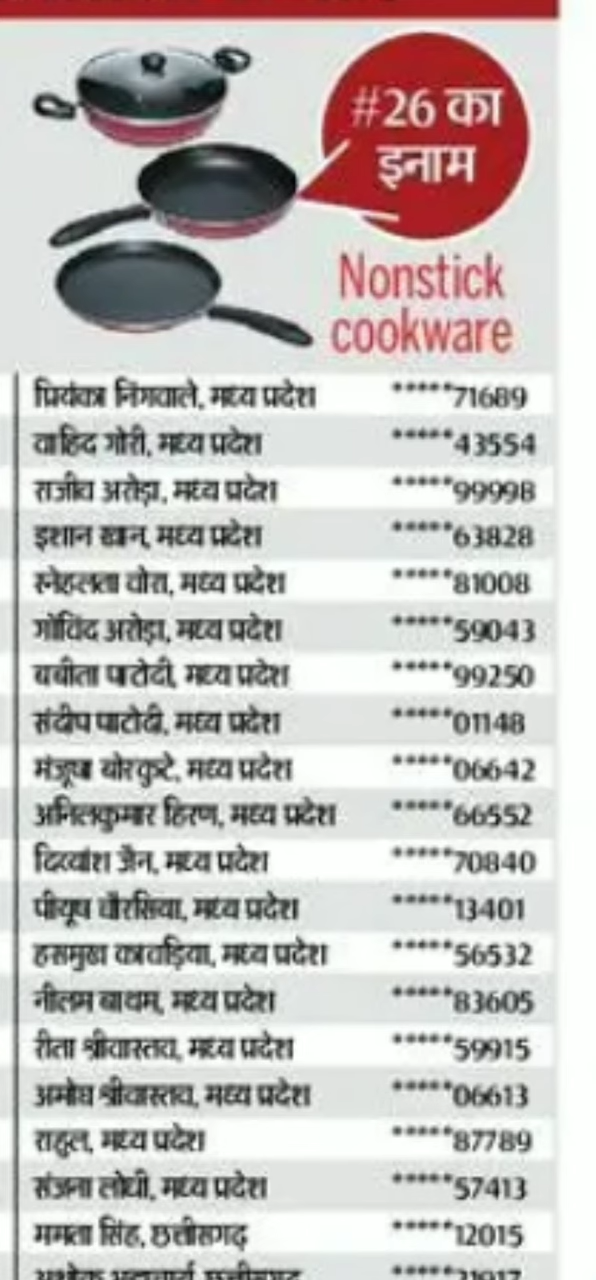 #26 का
इनाम
Nonstick
cookware
प्रियंका निंगवाले, मध्य प्रदेश *****71689
वाहिद गोरी, मध्य प्रदेश *****43554
राजीव अरोड़ा, मध्य प्रदेश *****99998
इशान खान, मध्य प्रदेश *****63828
स्नेहलता वोरा, मध्य प्रदेश *****81008
गोविंद अरोड़ा, मध्य प्रदेश *****59043
बबीता पाटोदी, मध्य प्रदेश *****99250
संदीप पाटोदी, मध्य प्रदेश *****01148
मंजूषा बोरकुटे, मध्य प्रदेश *****06642
अनिलकुमार हिरण, मध्य प्रदेश *****66552
दिव्यांश जैन, मध्य प्रदेश *****70840
पीयूष चौरसिया, मध्य प्रदेश *****13401
हसमुख कावड़िया, मध्य प्रदेश *****56532
नीलम बाथम, मध्य प्रदेश *****83605
रीता श्रीवास्तव, मध्य प्रदेश *****59915
अमोघ श्रीवास्तव, मध्य प्रदेश *****06613
राहुल, मध्य प्रदेश *****87789
संजना लोधी, मध्य प्रदेश *****57413
ममता सिंह, छत्तीसगढ़ *****12015